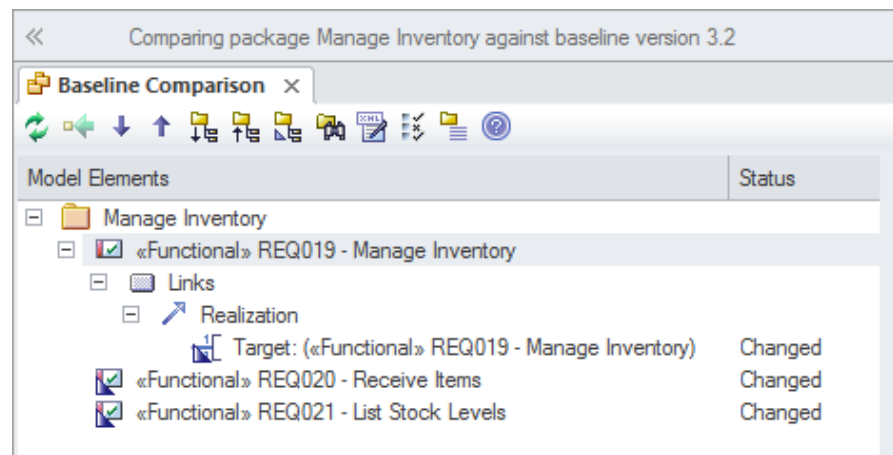 Comparing package Manage Inventory against baseline version 3.2
Baseline Comparison
Model Elements Status
Manage Inventory
«Functional» REQ019 - Manage Inventory
Links
Realization
Target: («Functional» REQ019 - Manage Inventory) Changed
«Functional» REQ020 - Receive Items Changed
«Functional» REQ021 - List Stock Levels Changed